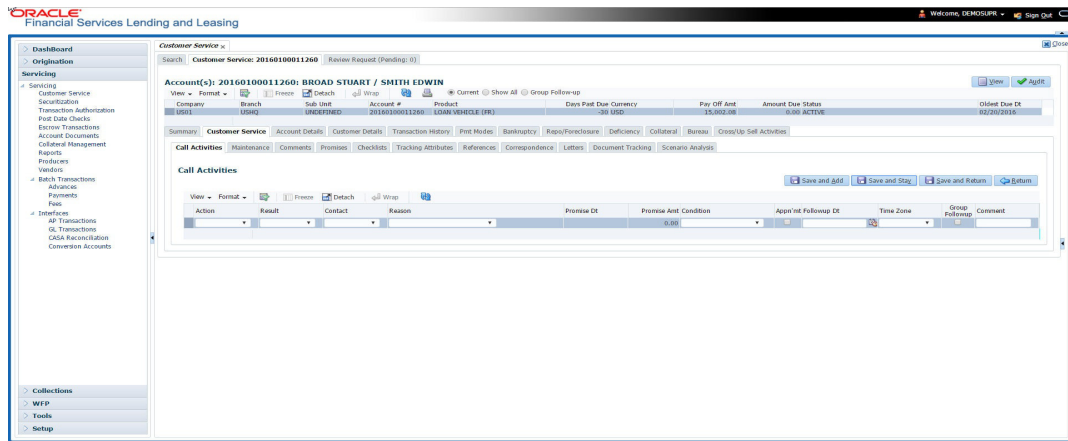 ORACLE
Financial Services Lending and Leasing
Welcome, DEMOSUPR
Sign Out
DashBoard
Origination
Servicing
Servicing
Customer Service
Securitization
Transaction Authorization
Post Date Checks
Escrow Transactions
Account Documents
Collateral Management
Reports
Producers
Vendors
Batch Transactions
Advances
Payments
Fees
Interfaces
AP Transactions
GL Transactions
CASA Reconciliation
Conversion Accounts
Collections
WFP
Tools
Setup
Customer Service
Close
Search Customer Service: 20160100011260 Review Request (Pending: 0)
Account(s): 20160100011260: BROAD STUART / SMITH EDWIN
View Audit
View Format Freeze Detach Wrap Current Show All Group Follow-up
Company Branch Sub Unit Account # Product Days Past Due Currency Pay Off Amt Amount Due Status Oldest Due Dt
US01 USHQ UNDEFINED 20160100011260 LOAN VEHICLE (FR) -30 USD 15,002.08 0.00 ACTIVE 02/20/2016
Summary Customer Service Account Details Customer Details Transaction History Pmt Modes Bankruptcy Repo/Foreclosure Deficiency Collateral Bureau Cross/Up Sell Activities
Call Activities Maintenance Comments Promises Checklists Tracking Attributes References Correspondence Letters Document Tracking Scenario Analysis
Call Activities
Save and Add Save and Stay Save and Return Return
View Format Freeze Detach Wrap
Action Result Contact Reason Promise Dt Promise Amt Condition Appn'mt Followup Dt Time Zone Group Followup Comment
0.00